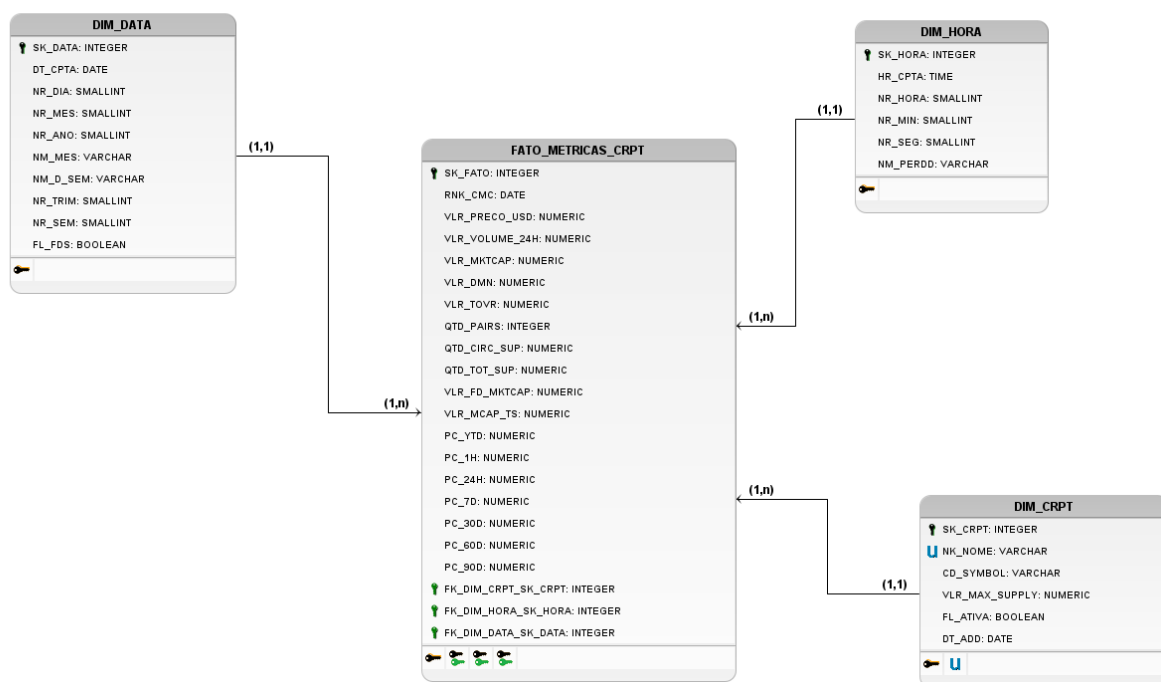 DIM_DATA
SK_DATA: INTEGER
DT_CPTA: DATE
NR_DIA: SMALLINT
NR_MES: SMALLINT
NR_ANO: SMALLINT
NM_MES: VARCHAR
NM_D_SEM: VARCHAR
NR_TRIM: SMALLINT
NR_SEM: SMALLINT
FL_FDS: BOOLEAN
(1,1)
(1,n)
FATO_METRICAS_CRPT
SK_FATO: INTEGER
RNK_CMC: DATE
VLR_PRECO_USD: NUMERIC
VLR_VOLUME_24H: NUMERIC
VLR_MKTCAP: NUMERIC
VLR_DMN: NUMERIC
VLR_TOVR: NUMERIC
QTD_PAIRS: INTEGER
QTD_CIRC_SUP: NUMERIC
QTD_TOT_SUP: NUMERIC
VLR_FD_MKTCAP: NUMERIC
VLR_MCAP_TS: NUMERIC
PC_YTD: NUMERIC
PC_1H: NUMERIC
PC_24H: NUMERIC
PC_7D: NUMERIC
PC_30D: NUMERIC
PC_60D: NUMERIC
PC_90D: NUMERIC
FK_DIM_CRPT_SK_CRPT: INTEGER
FK_DIM_HORA_SK_HORA: INTEGER
FK_DIM_DATA_SK_DATA: INTEGER
DIM_HORA
SK_HORA: INTEGER
HR_CPTA: TIME
NR_HORA: SMALLINT
NR_MIN: SMALLINT
NR_SEG: SMALLINT
NM_PERDD: VARCHAR
(1,1)
(1,n)
(1,n)
(1,1)
DIM_CRPT
SK_CRPT: INTEGER
U NK_NOME: VARCHAR
CD_SYMBOL: VARCHAR
VLR_MAX_SUPPLY: NUMERIC
FL_ATIVA: BOOLEAN
DT_ADD: DATE
U